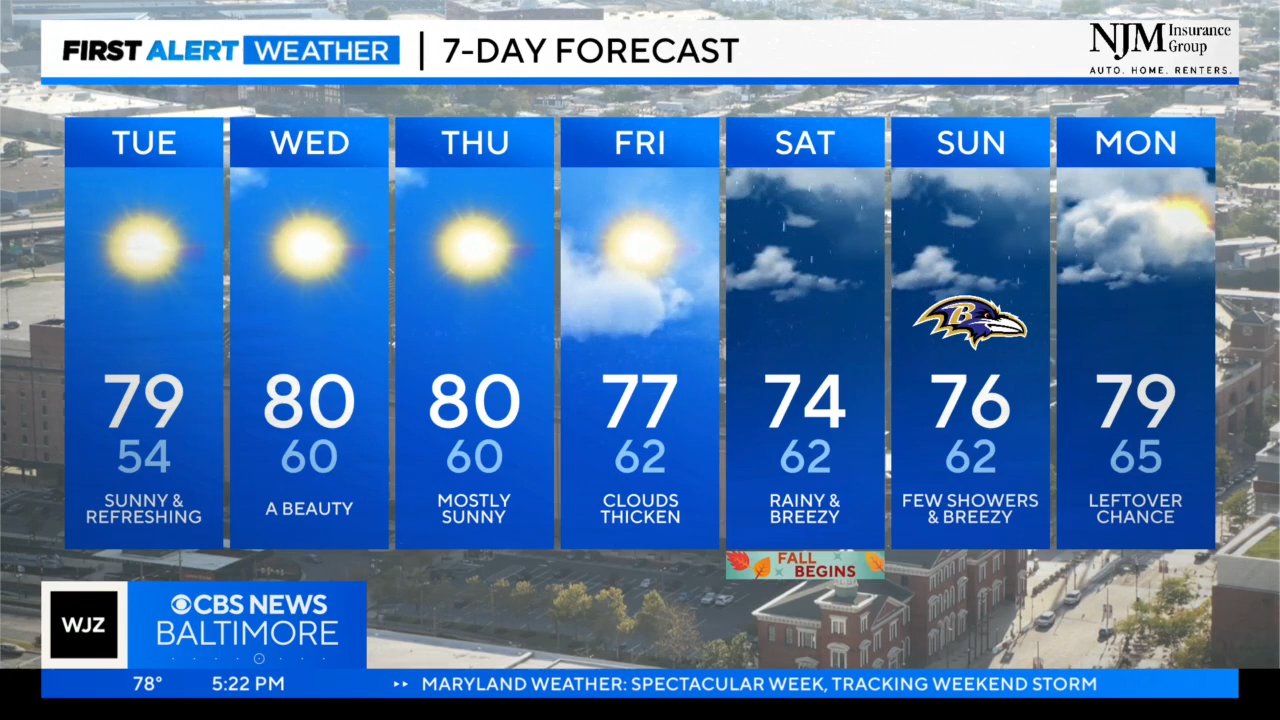 FIRST ALERT WEATHER | 7-DAY FORECAST
NJM Insurance Group
AUTO. HOME. RENTERS.
TUE
79
54
SUNNY &
REFRESHING
WED
80
60
A BEAUTY
THU
80
60
MOSTLY
SUNNY
FRI
77
62
CLOUDS
THICKEN
SAT
74
62
RAINY &
BREEZY
FALL
BEGINS
SUN
B
76
62
FEW SHOWERS
& BREEZY
MON
79
65
LEFTOVER
CHANCE
WJZ
CBS NEWS
BALTIMORE
78° 5:22 PM MARYLAND WEATHER: SPECTACULAR WEEK, TRACKING WEEKEND STORM